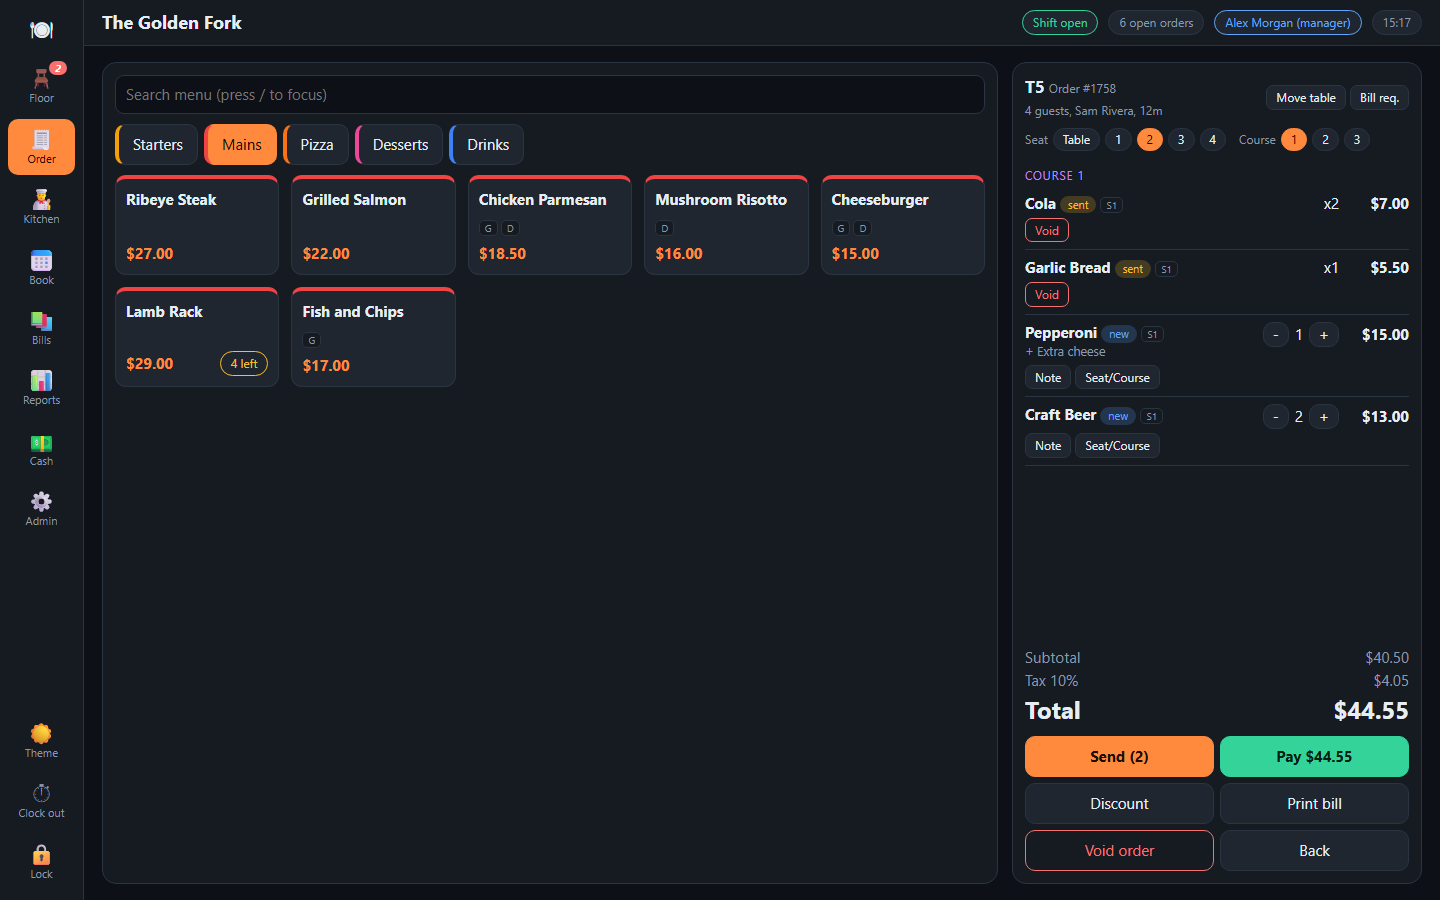 The Golden Fork
Shift open
6 open orders
Alex Morgan (manager)
15:17
2
Floor
Order
Kitchen
Book
Bills
Reports
Cash
Admin
Theme
Clock out
Lock
Search menu (press / to focus)
Starters
Mains
Pizza
Desserts
Drinks
Ribeye Steak
$27.00
Grilled Salmon
$22.00
Chicken Parmesan
G D
$18.50
Mushroom Risotto
D
$16.00
Cheeseburger
G D
$15.00
Lamb Rack
$29.00 4 left
Fish and Chips
G
$17.00
T5 Order #1758
4 guests, Sam Rivera, 12m
Move table
Bill req.
Seat Table 1 2 3 4 Course 1 2 3
COURSE 1
Cola sent S1 x2 $7.00
Void
Garlic Bread sent S1 x1 $5.50
Void
Pepperoni new S1 - 1 + $15.00
+ Extra cheese
Note Seat/Course
Craft Beer new S1 - 2 + $13.00
Note Seat/Course
Subtotal $40.50
Tax 10% $4.05
Total $44.55
Send (2) Pay $44.55
Discount Print bill
Void order Back